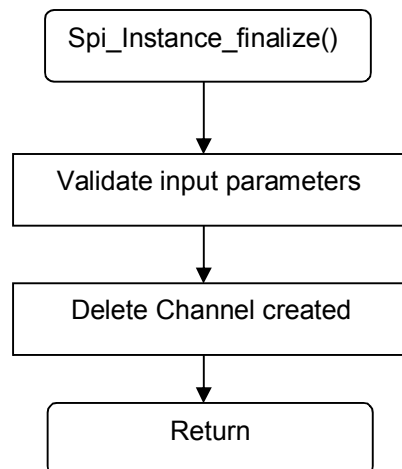 Spi_Instance_finalize()
Validate input parameters
Delete Channel created
Return